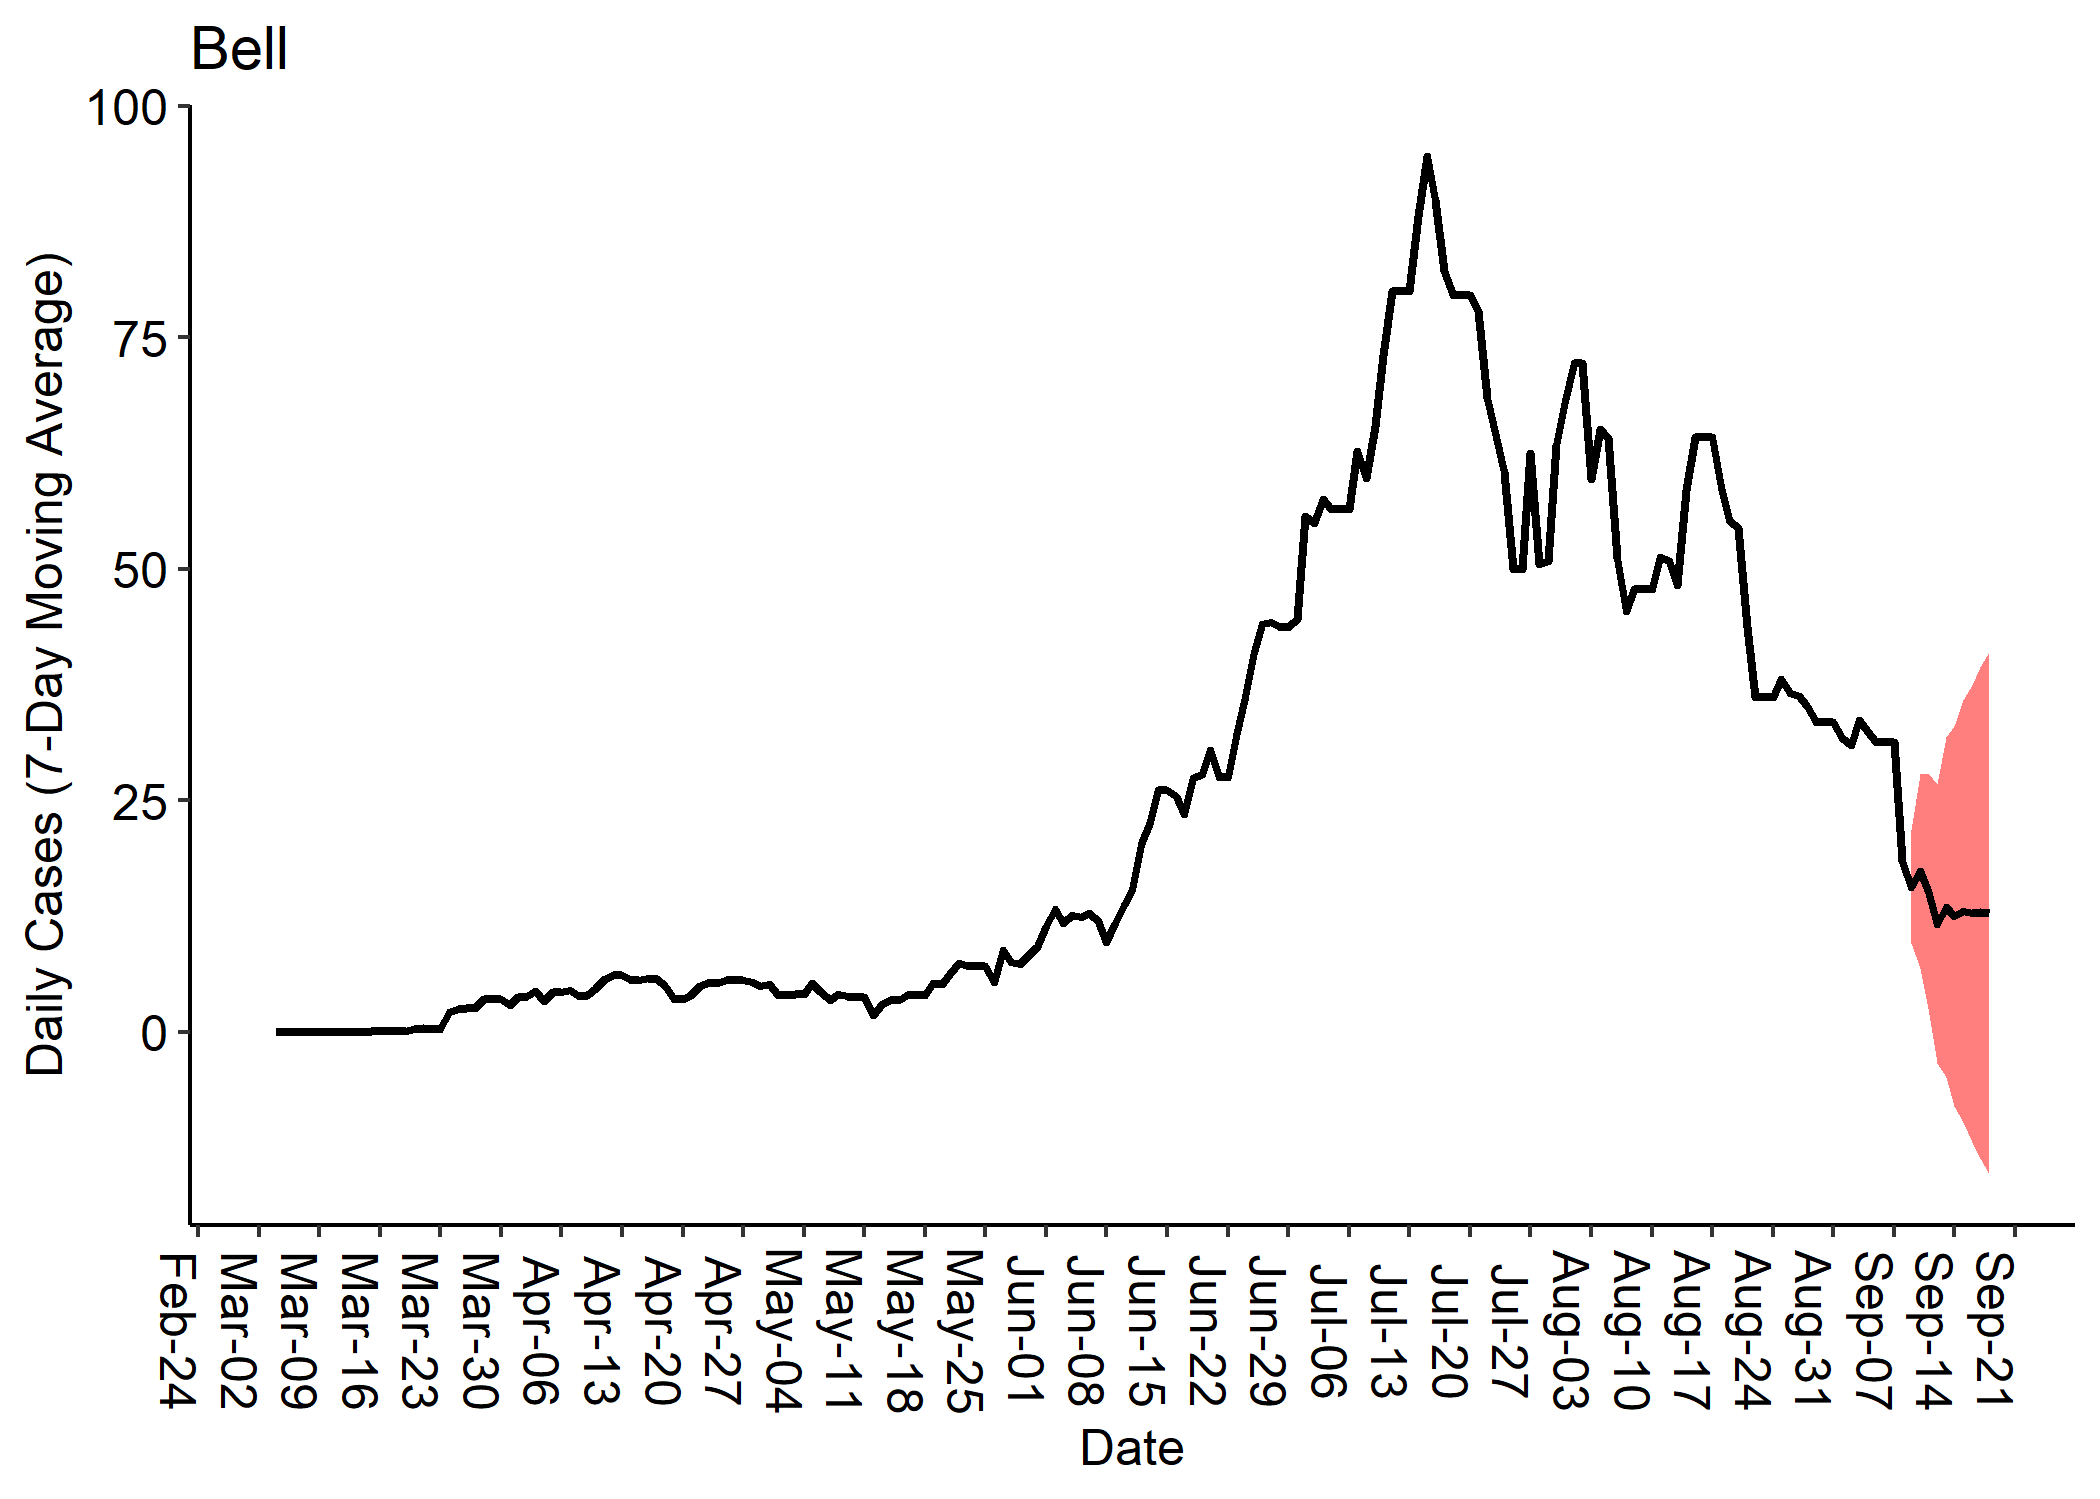 Bell
100
75
50
25
0
Daily Cases (7-Day Moving Average)
Feb-24
Mar-02
Mar-09
Mar-16
Mar-23
Mar-30
Apr-06
Apr-13
Apr-20
Apr-27
May-04
May-11
May-18
May-25
Jun-01
Jun-08
Jun-15
Jun-22
Jun-29
Jul-06
Jul-13
Jul-20
Jul-27
Aug-03
Aug-10
Aug-17
Aug-24
Aug-31
Sep-07
Sep-14
Sep-21
Date